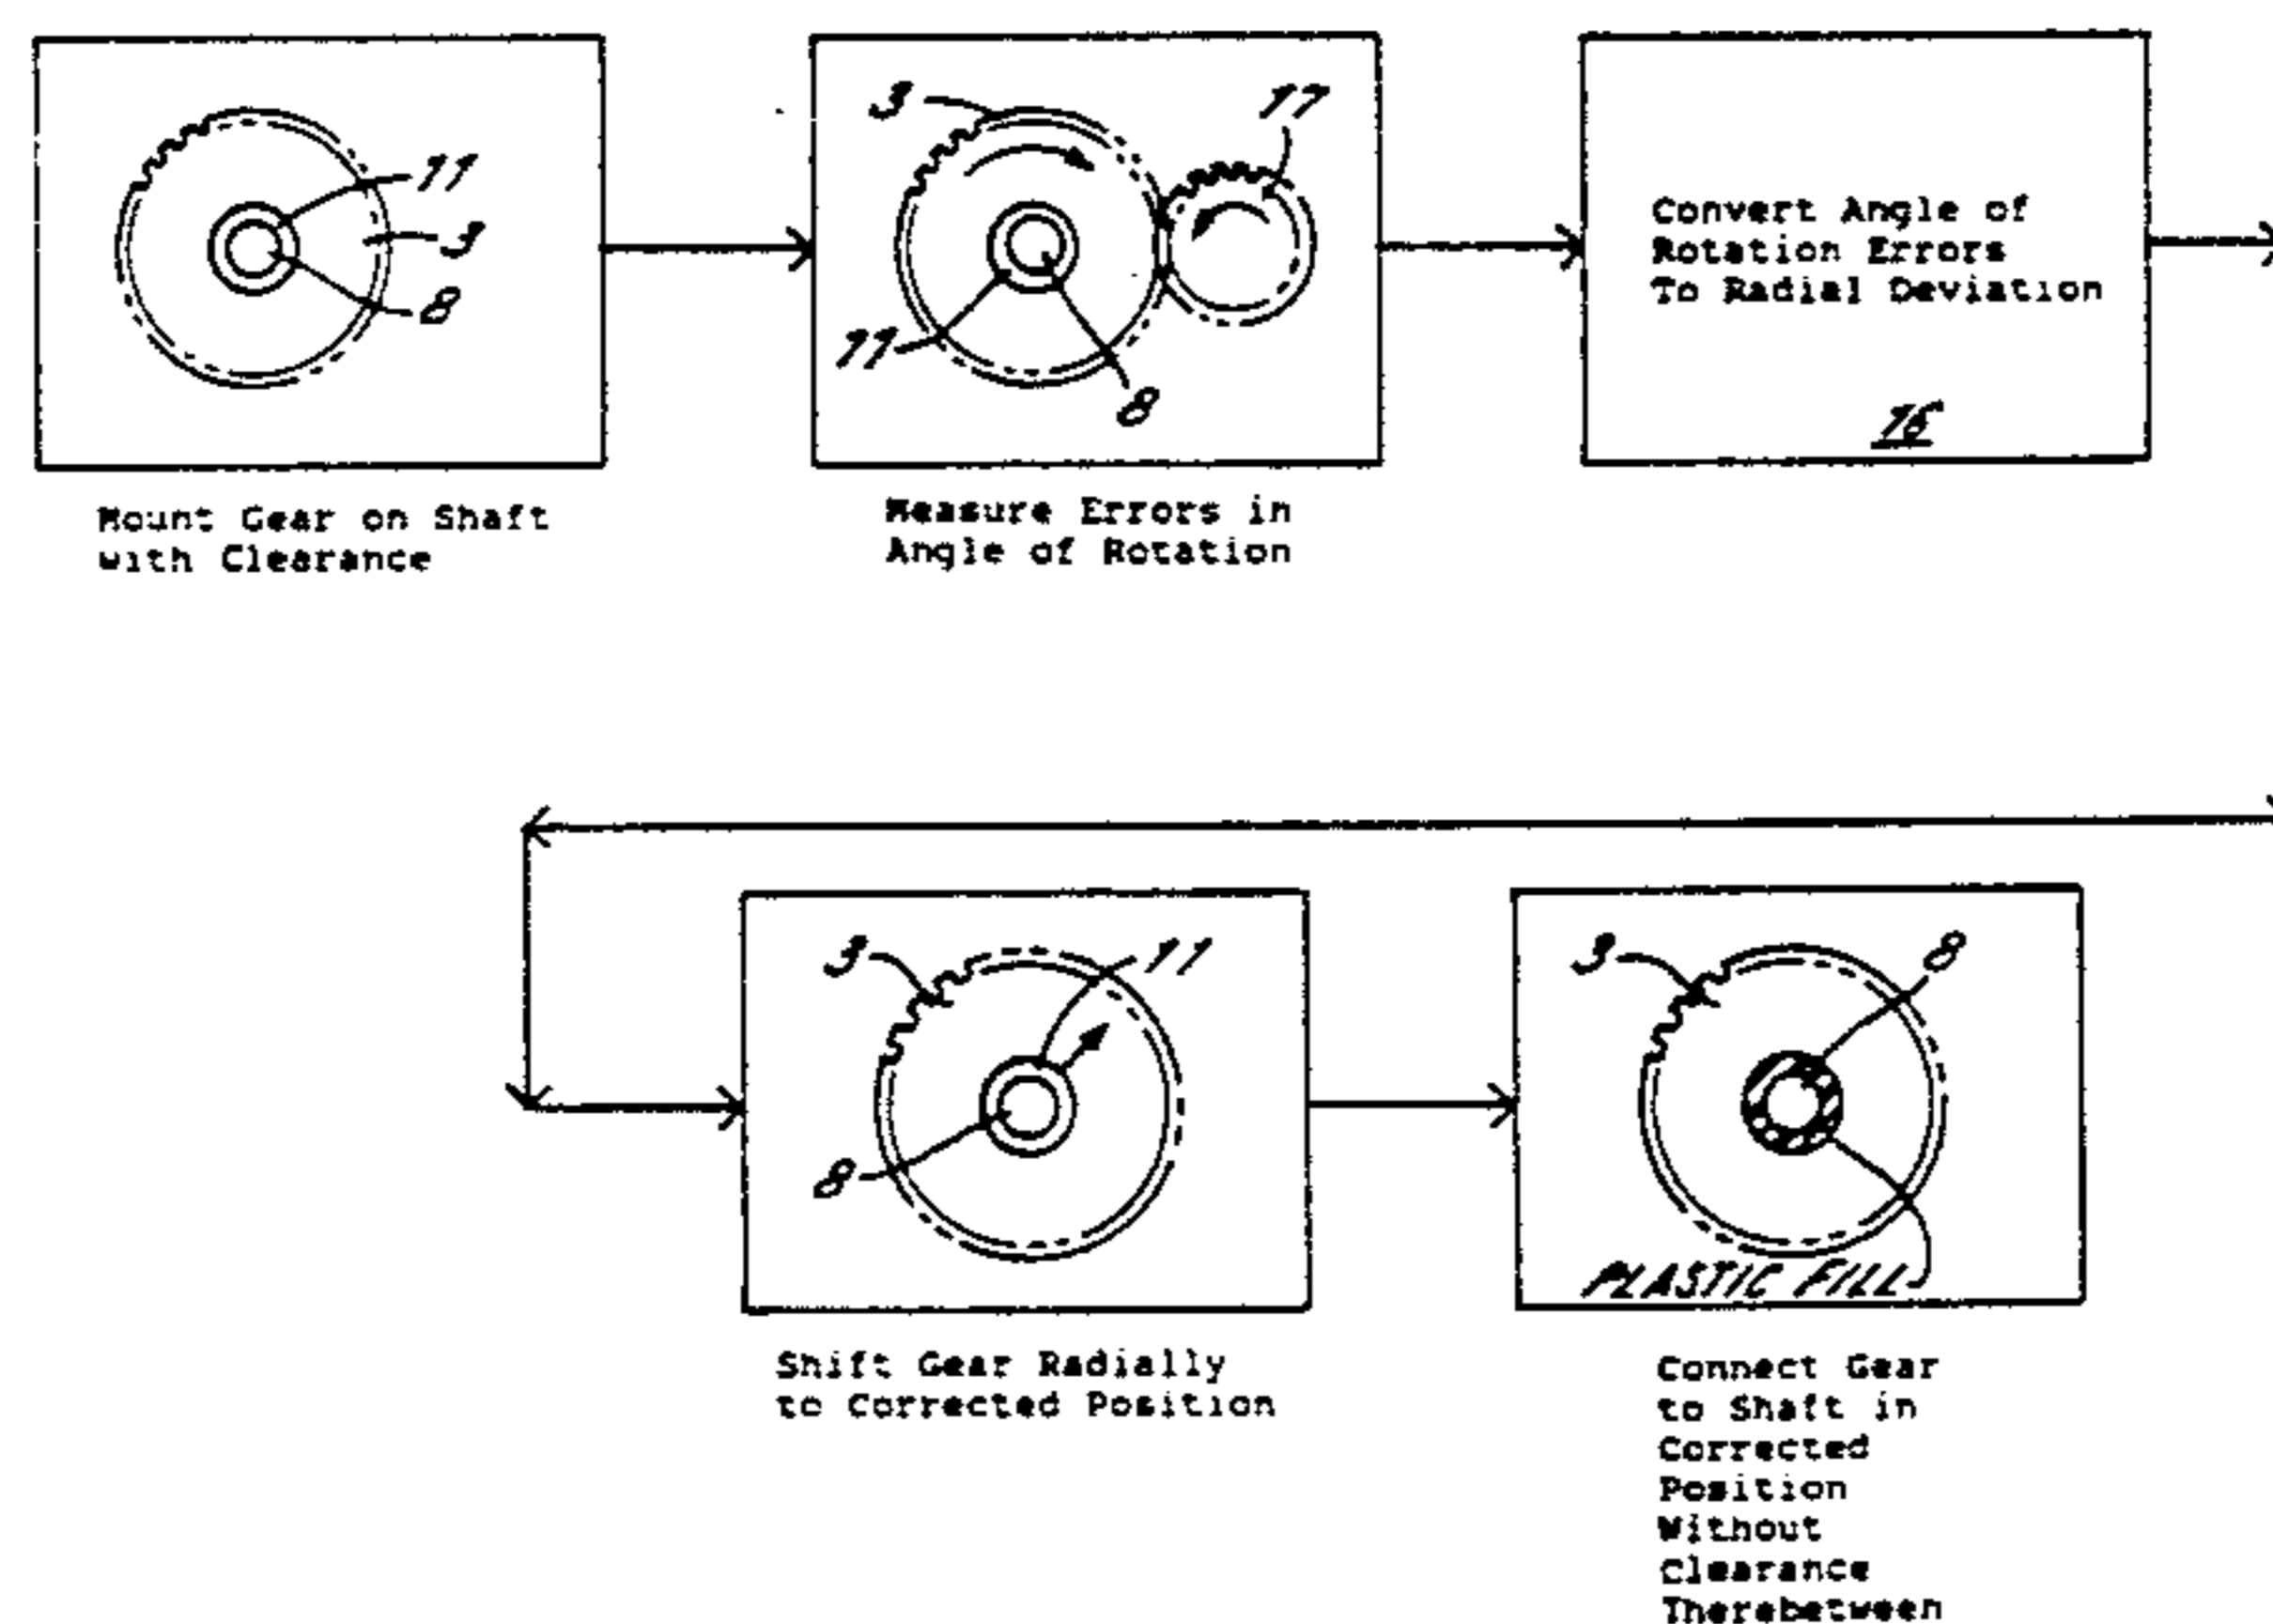 11
3
8
Mount Gear on Shaft
with Clearance
3
17
11
8
Measure Errors in
Angle of Rotation
Convert Angle of
Rotation Errors
To Radial Deviation
16
3
11
8
Shift Gear Radially
to Corrected Position
3
8
PLASTIC FILL
Connect Gear
to Shaft in
Corrected
Position
Without
Clearance
Therebetween